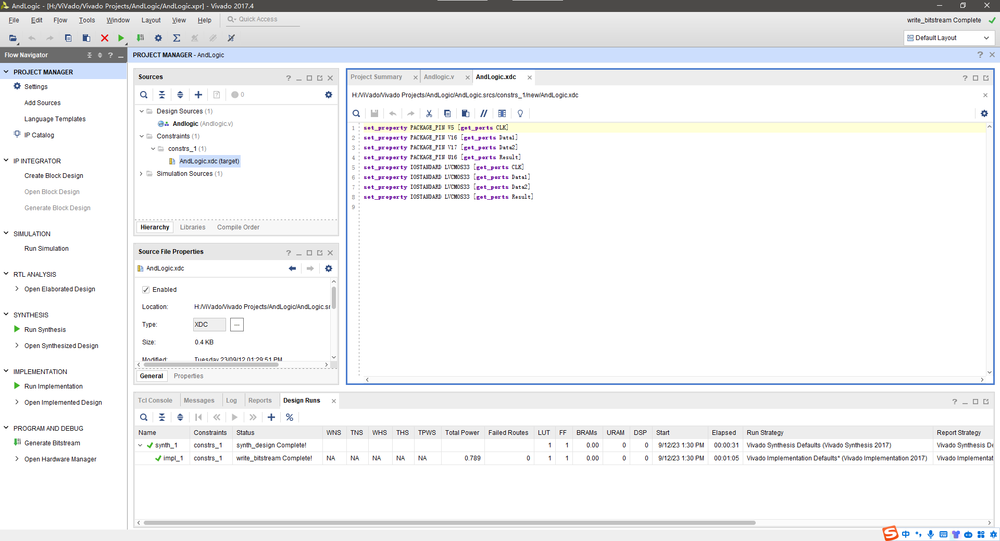 AndLogic - [H:/ViVado/Vivado Projects/AndLogic/AndLogic.xpr] - Vivado 2017.4
File Edit Flow Tools Window Layout View Help Quick Access
write_bitstream Complete
Default Layout
Flow Navigator
PROJECT MANAGER
Settings
Add Sources
Language Templates
IP Catalog
IP INTEGRATOR
Create Block Design
Open Block Design
Generate Block Design
SIMULATION
Run Simulation
RTL ANALYSIS
Open Elaborated Design
SYNTHESIS
Run Synthesis
Open Synthesized Design
IMPLEMENTATION
Run Implementation
Open Implemented Design
PROGRAM AND DEBUG
Generate Bitstream
Open Hardware Manager
PROJECT MANAGER - AndLogic
Sources
0
Design Sources (1)
Andlogic (Andlogic.v)
Constraints (1)
constrs_1 (1)
AndLogic.xdc (target)
Simulation Sources (1)
Hierarchy Libraries Compile Order
Source File Properties
AndLogic.xdc
Enabled
Location: H:/ViVado/Vivado Projects/AndLogic/AndLogic.sr
Type: XDC ...
Size: 0.4 KB
Modified: Tuesday 23/09/12 01:29:51 PM
General Properties
Project Summary Andlogic.v AndLogic.xdc
H:/ViVado/Vivado Projects/AndLogic/AndLogic.srcs/constrs_1/new/AndLogic.xdc
1 set_property PACKAGE_PIN W5 [get_ports CLK]
2 set_property PACKAGE_PIN V16 [get_ports Data1]
3 set_property PACKAGE_PIN V17 [get_ports Data2]
4 set_property PACKAGE_PIN U16 [get_ports Result]
5 set_property IOSTANDARD LVCMOS33 [get_ports CLK]
6 set_property IOSTANDARD LVCMOS33 [get_ports Data1]
7 set_property IOSTANDARD LVCMOS33 [get_ports Data2]
8 set_property IOSTANDARD LVCMOS33 [get_ports Result]
9
Tcl Console Messages Log Reports Design Runs
Name Constraints Status WNS TNS WHS THS TPWS Total Power Failed Routes LUT FF BRAMs URAM DSP Start Elapsed Run Strategy Report Strategy
synth_1 constrs_1 synth_design Complete! 1 1 0.00 0 0 9/12/23 1:30 PM 00:00:31 Vivado Synthesis Defaults (Vivado Synthesis 2017) Vivado Synthesis De
impl_1 constrs_1 write_bitstream Complete! NA NA NA NA NA 0.789 0 1 1 0.00 0 0 9/12/23 1:30 PM 00:01:05 Vivado Implementation Defaults* (Vivado Implementation 2017) Vivado Implementat
中